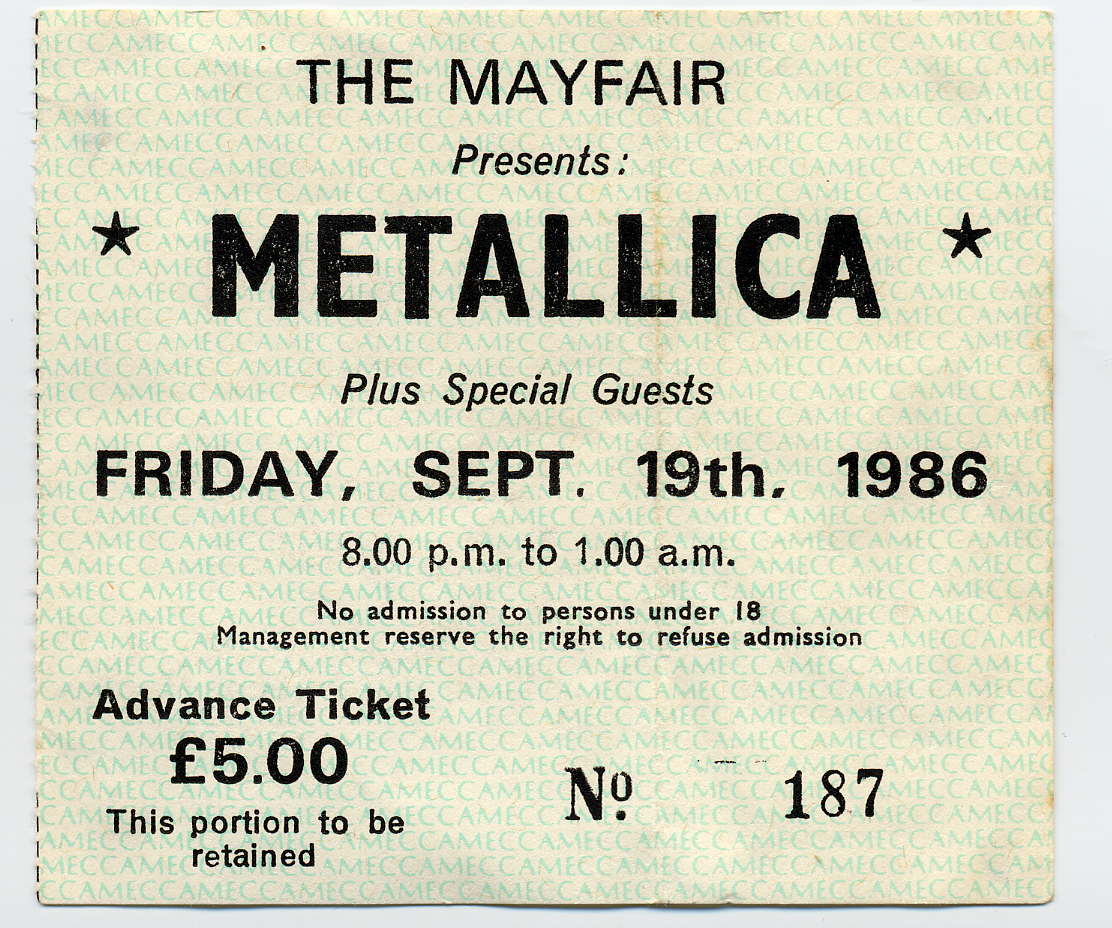 THE MAYFAIR
Presents:
★ METALLICA ★
Plus Special Guests
FRIDAY, SEPT. 19th, 1986
8.00 p.m. to 1.00 a.m.
No admission to persons under 18
Management reserve the right to refuse admission
Advance Ticket
£5.00
This portion to be
retained
Nº 187